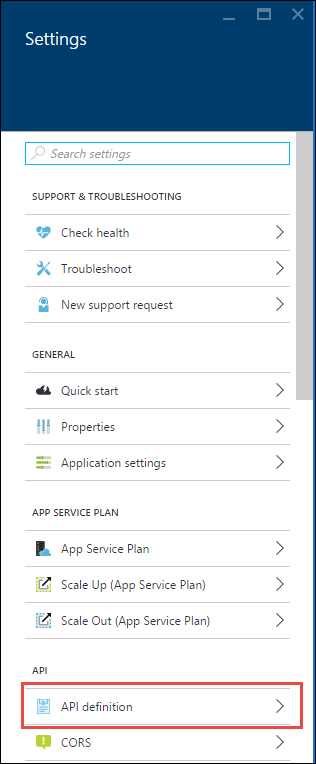 Settings
Search settings
SUPPORT & TROUBLESHOOTING
Check health
Troubleshoot
New support request
GENERAL
Quick start
Properties
Application settings
APP SERVICE PLAN
App Service Plan
Scale Up (App Service Plan)
Scale Out (App Service Plan)
API
API definition
CORS